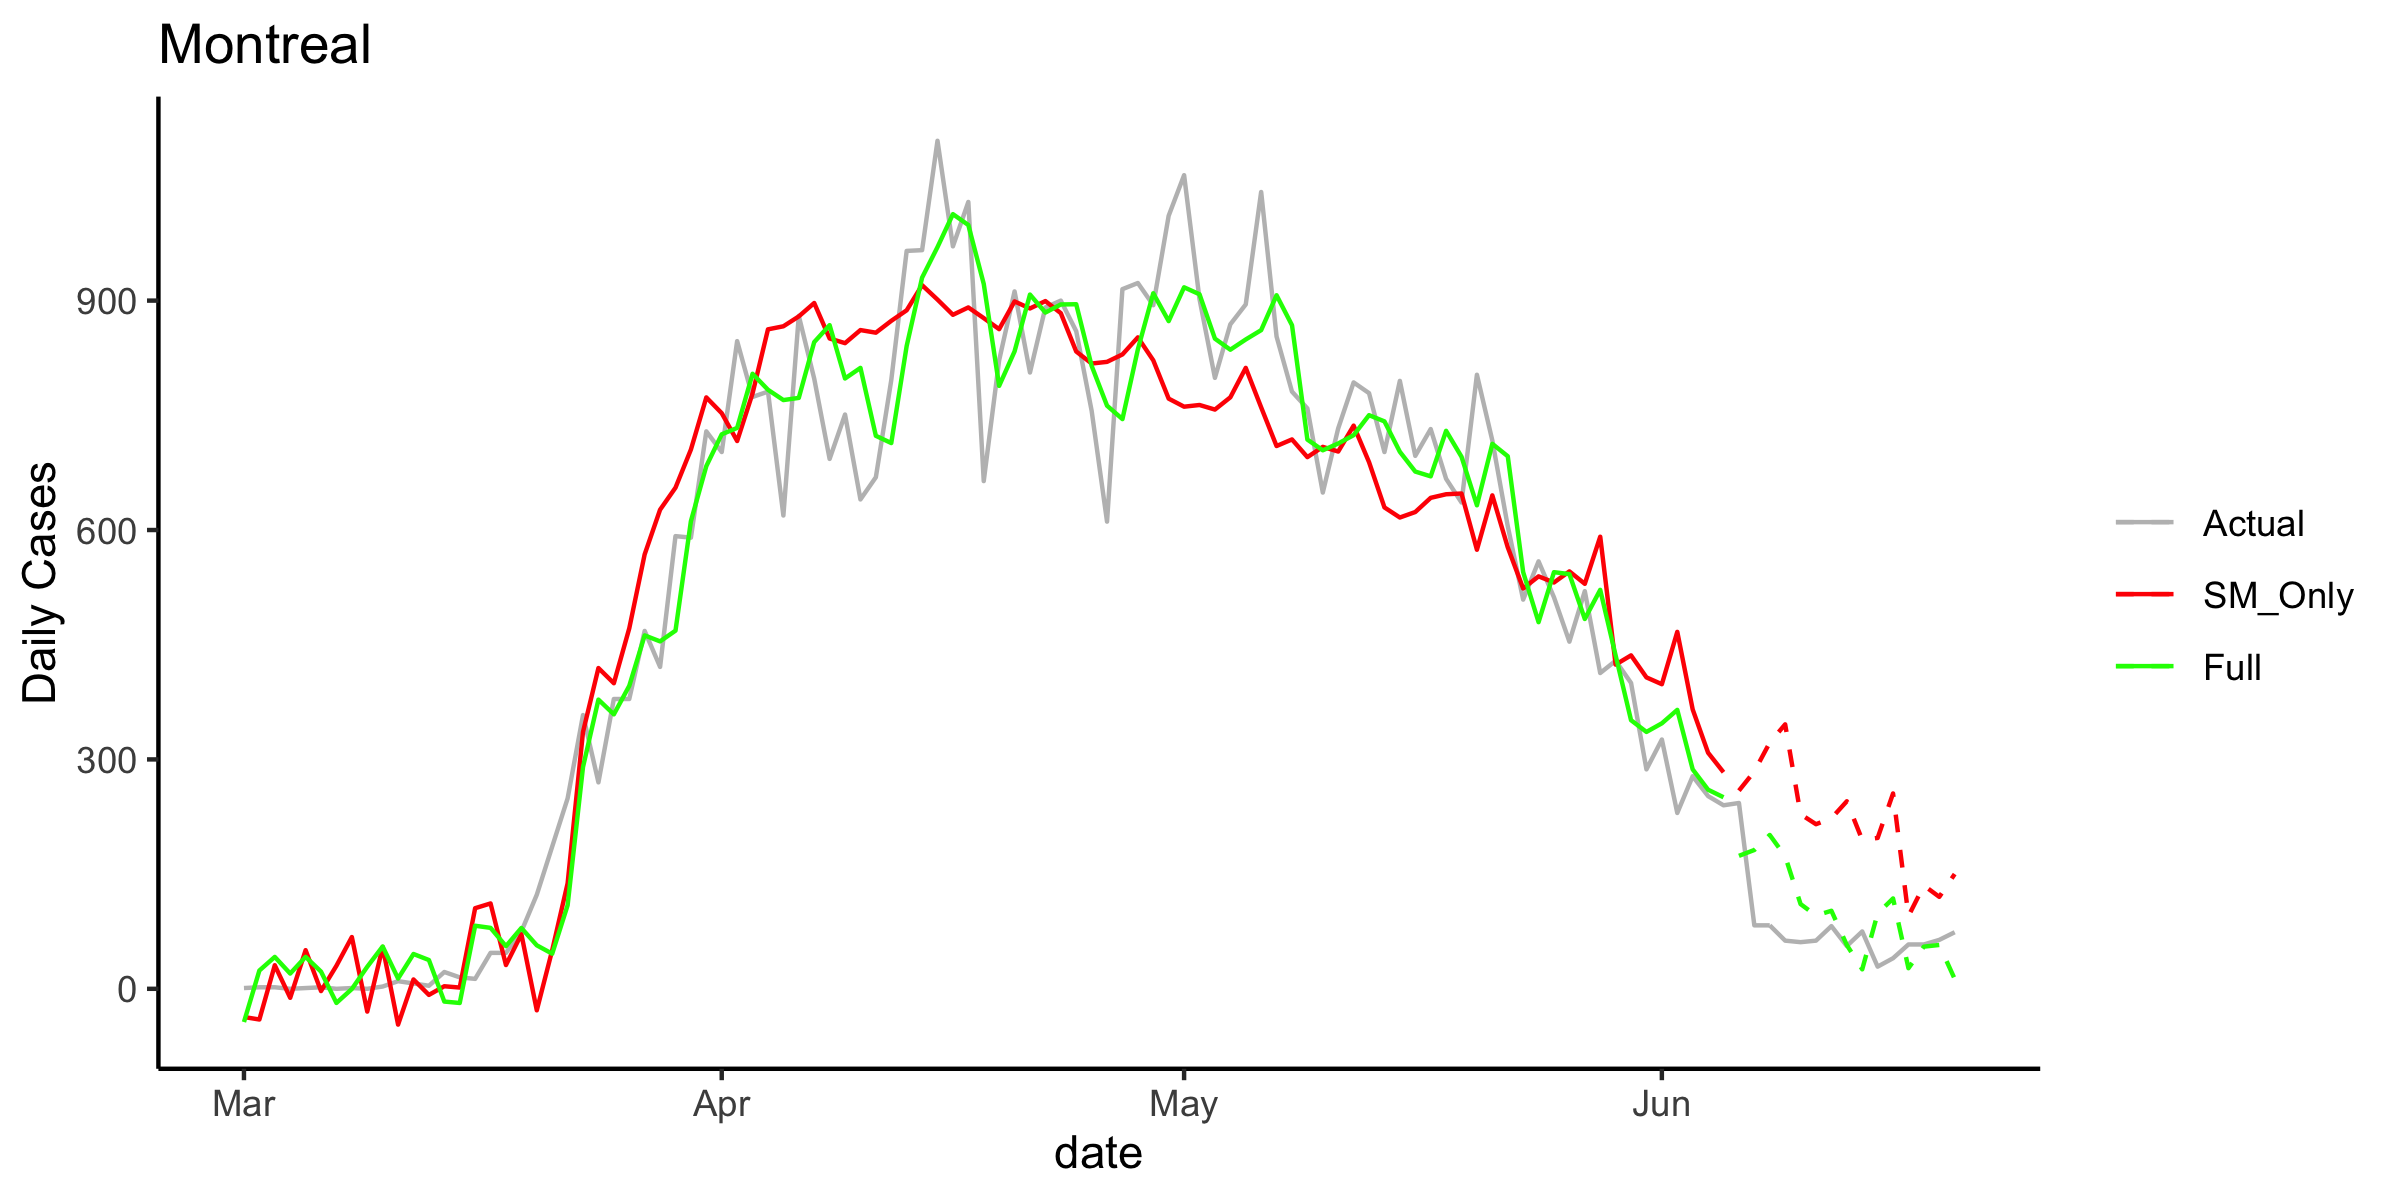 Montreal
Daily Cases
900
600
300
0
Mar Apr May Jun
date
Actual
SM_Only
Full